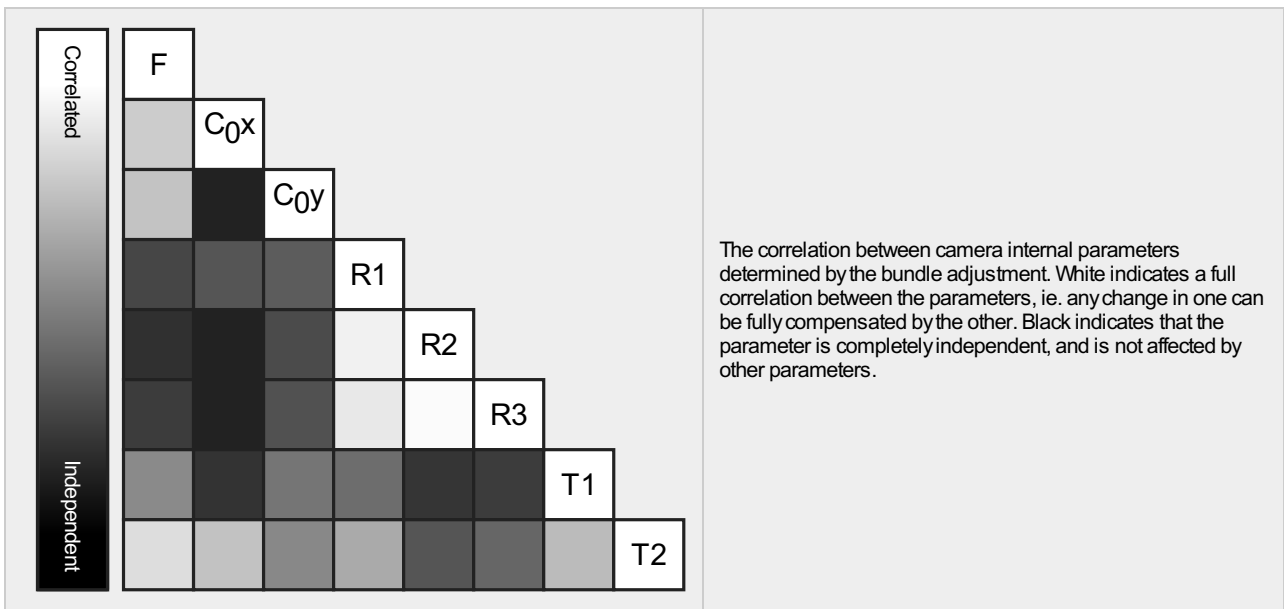 Correlated
Independent
F
C0x
C0y
R1
R2
R3
T1
T2
The correlation between camera internal parameters
determined by the bundle adjustment. White indicates a full
correlation between the parameters, ie. any change in one can
be fully compensated by the other. Black indicates that the
parameter is completely independent, and is not affected by
other parameters.